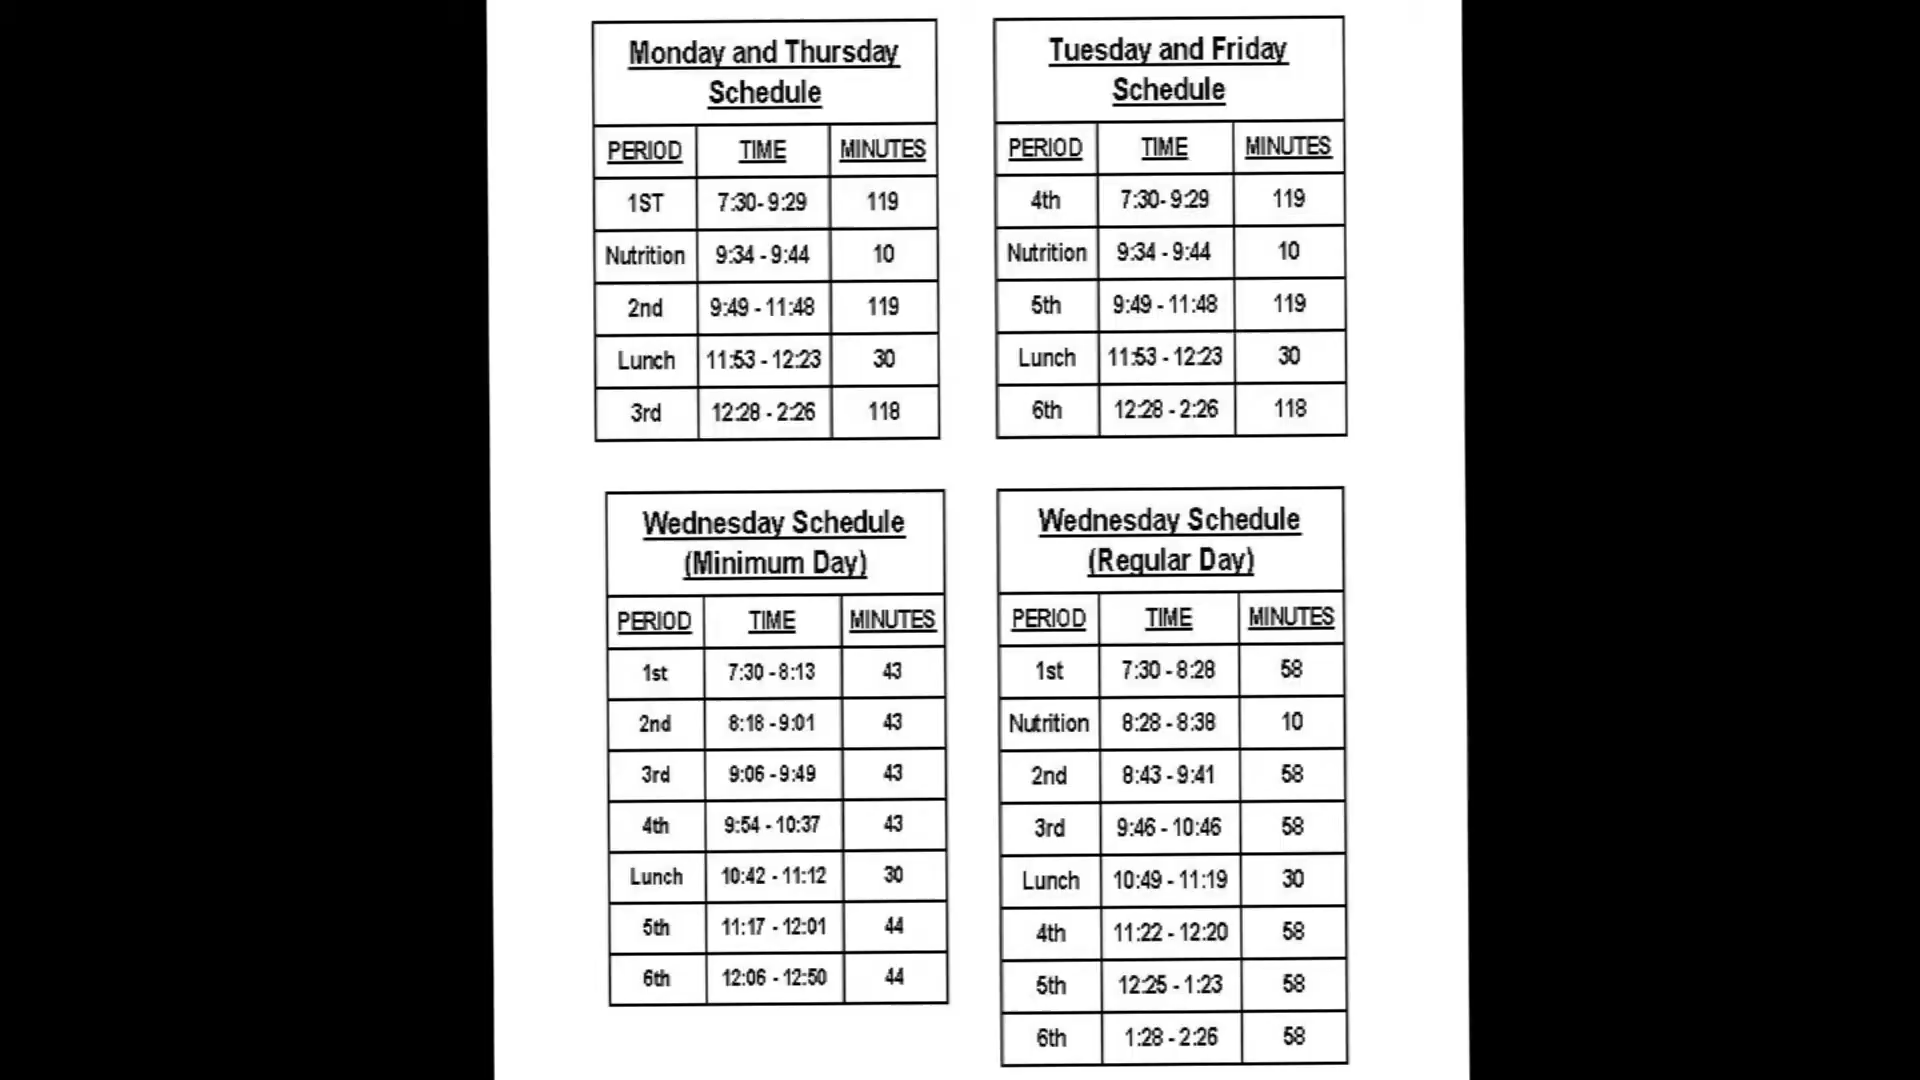 Monday and Thursday
Schedule
PERIOD TIME MINUTES
1ST 7:30- 9:29 119
Nutrition 9:34 - 9:44 10
2nd 9:49 - 11:48 119
Lunch 11:53 - 12:23 30
3rd 12:28 - 2:26 118
Tuesday and Friday
Schedule
PERIOD TIME MINUTES
4th 7:30- 9:29 119
Nutrition 9:34 - 9:44 10
5th 9:49 - 11:48 119
Lunch 11:53 - 12:23 30
6th 12:28 - 2:26 118
Wednesday Schedule
(Minimum Day)
PERIOD TIME MINUTES
1st 7:30 - 8:13 43
2nd 8:18 - 9:01 43
3rd 9:06 - 9:49 43
4th 9:54 - 10:37 43
Lunch 10:42 - 11:12 30
5th 11:17 - 12:01 44
6th 12:06 - 12:50 44
Wednesday Schedule
(Regular Day)
PERIOD TIME MINUTES
1st 7:30 - 8:28 58
Nutrition 8:28 - 8:38 10
2nd 8:43 - 9:41 58
3rd 9:46 - 10:46 58
Lunch 10:49 - 11:19 30
4th 11:22 - 12:20 58
5th 12:25 - 1:23 58
6th 1:28 - 2:26 58